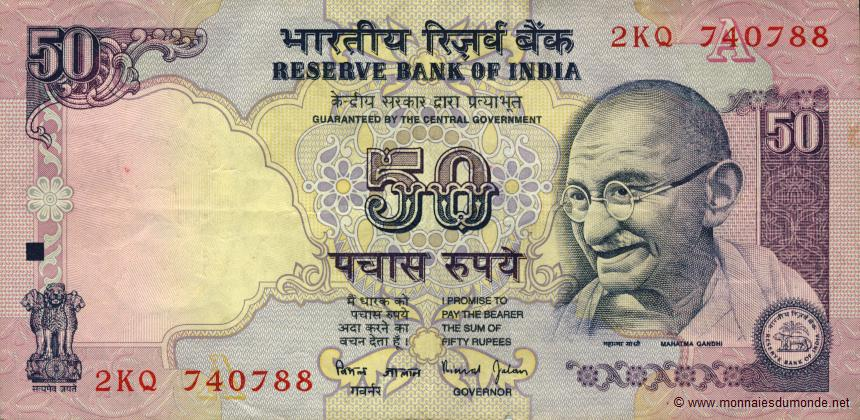 50
भारतीय रिज़र्व बैंक
2KQ 740788
RESERVE BANK OF INDIA
केन्द्रीय सरकार द्वारा प्रत्याभूत
GUARANTEED BY THE CENTRAL GOVERNMENT
A
50
50
पचास रुपये
मैं धारक को
पचास रुपये
अदा करने का
वचन देता हूँ ।
I PROMISE TO
PAY THE BEARER
THE SUM OF
FIFTY RUPEES
महात्मा गांधी
MAHATMA GANDHI
बिमल जालान
गवर्नर
Bimal Jalan
GOVERNOR
भारतीय रिज़र्व बैंक
RESERVE BANK OF INDIA
सत्यमेव जयते
A
2KQ 740788
© www.monnaiesdumonde.net